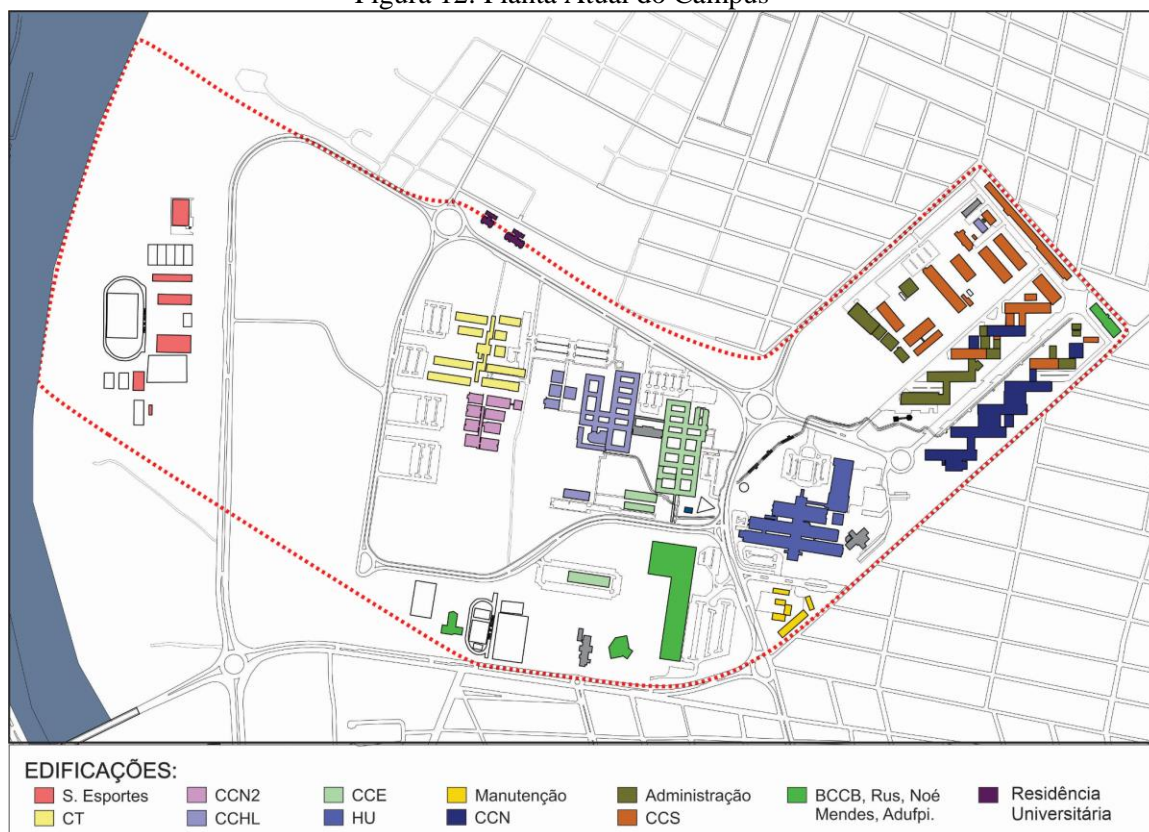 Figura 12: Planta Atual do Campus
EDIFICAÇÕES:
S. Esportes
CCN2
CCE
Manutenção
Administração
BCCB, Rus, Noé
Mendes, Adufpi.
Residência
Universitária
CT
CCHL
HU
CCN
CCS